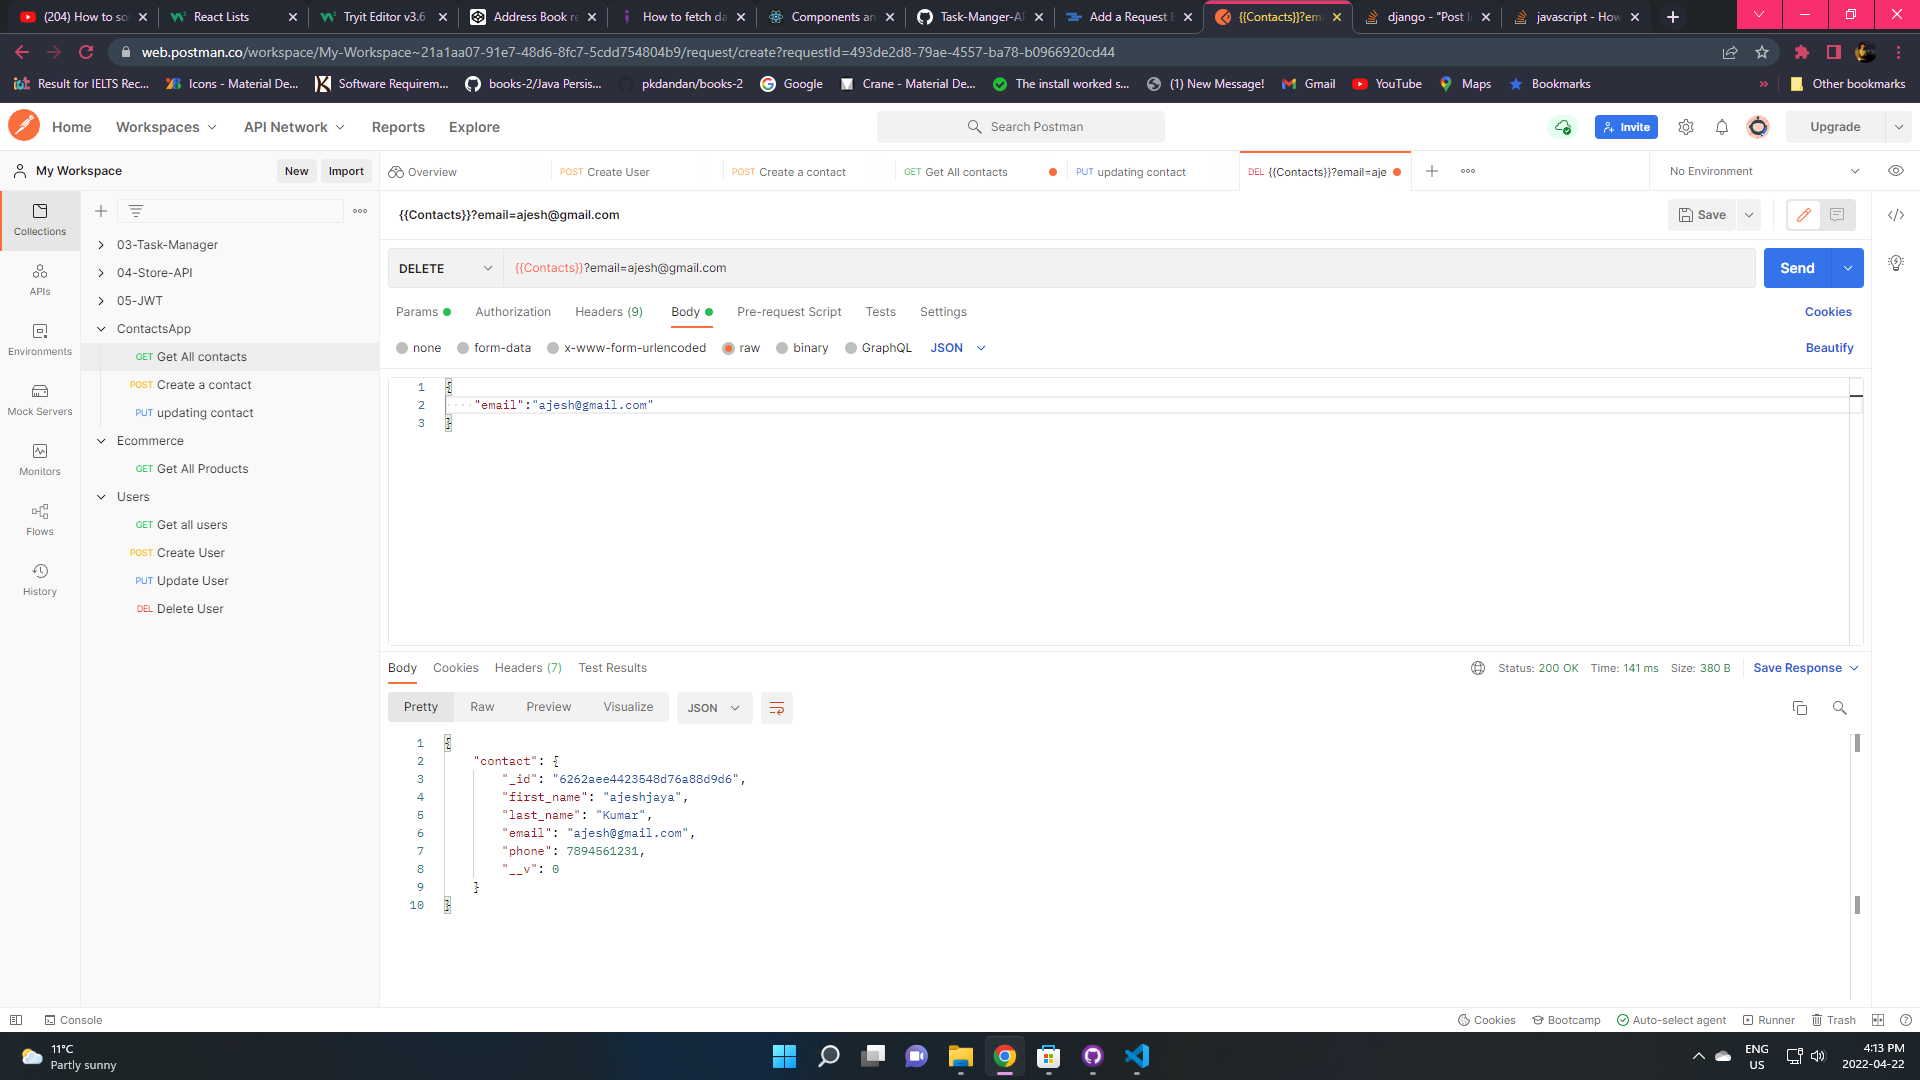 (204) How to so
React Lists
Tryit Editor v3.6
Address Book re
How to fetch da
Components an
Task-Manger-AP
Add a Request B
{{Contacts}}?ema
django - "Post In
javascript - How
web.postman.co/workspace/My-Workspace~21a1aa07-91e7-48d6-8fc7-5cdd754804b9/request/create?requestId=493de2d8-79ae-4557-ba78-b0966920cd44
Result for IELTS Rec...
Icons - Material De...
Software Requirem...
books-2/Java Persis...
pkdandan/books-2
Google
Crane - Material De...
The install worked s...
(1) New Message!
Gmail
YouTube
Maps
Bookmarks
»
Other bookmarks
Home
Workspaces
API Network
Reports
Explore
Search Postman
Invite
Upgrade
My Workspace
New
Import
Overview
POST Create User
POST Create a contact
GET Get All contacts
PUT updating contact
DEL {{Contacts}}?email=aje
No Environment
Collections
APIs
Environments
Mock Servers
Monitors
Flows
History
03-Task-Manager
04-Store-API
05-JWT
ContactsApp
GET Get All contacts
POST Create a contact
PUT updating contact
Ecommerce
GET Get All Products
Users
GET Get all users
POST Create User
PUT Update User
DEL Delete User
{{Contacts}}?email=ajesh@gmail.com
Save
DELETE
{{Contacts}}?email=ajesh@gmail.com
Send
Params
Authorization
Headers (9)
Body
Pre-request Script
Tests
Settings
Cookies
none
form-data
x-www-form-urlencoded
raw
binary
GraphQL
JSON
Beautify
1 {
2 "email":"ajesh@gmail.com"
3 }
Body
Cookies
Headers (7)
Test Results
Status: 200 OK
Time: 141 ms
Size: 380 B
Save Response
Pretty
Raw
Preview
Visualize
JSON
1 {
2 "contact": {
3 "_id": "6262aee4423548d76a88d9d6",
4 "first_name": "ajeshjaya",
5 "last_name": "Kumar",
6 "email": "ajesh@gmail.com",
7 "phone": 7894561231,
8 "__v": 0
9 }
10 }
Console
Cookies
Bootcamp
Auto-select agent
Runner
Trash
11°C
Partly sunny
ENG
US
4:13 PM
2022-04-22